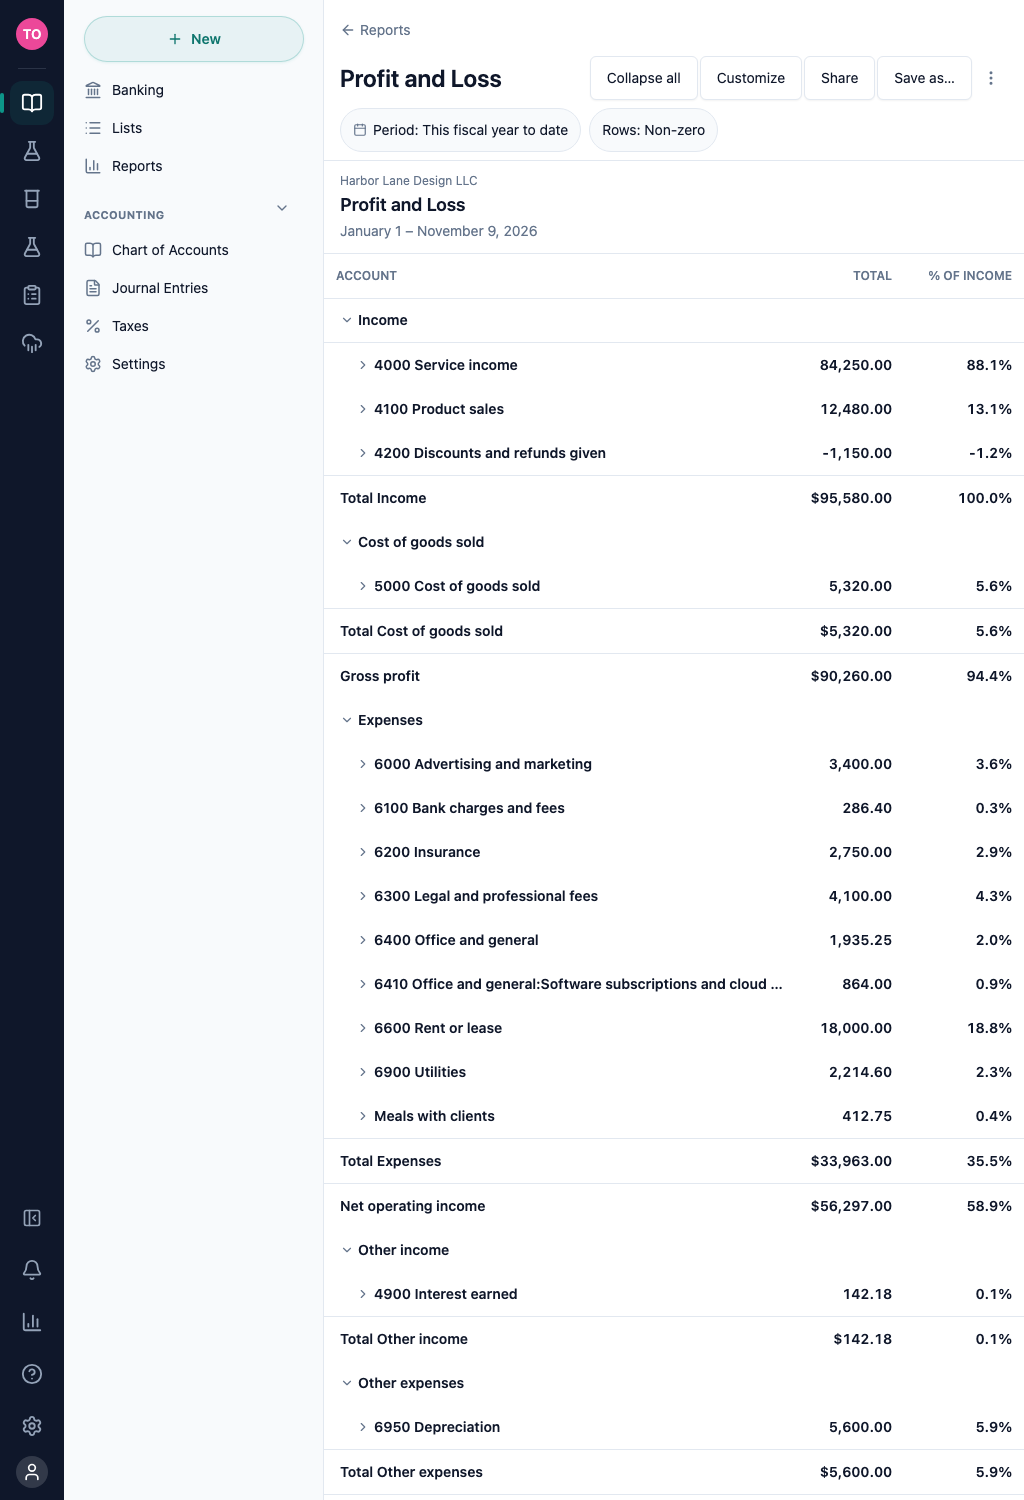 TO
New
Banking
Lists
Reports
ACCOUNTING
Chart of Accounts
Journal Entries
Taxes
Settings
Reports
Profit and Loss
Collapse all
Customize
Share
Save as...
Period: This fiscal year to date
Rows: Non-zero
Harbor Lane Design LLC
Profit and Loss
January 1 – November 9, 2026
ACCOUNT TOTAL % OF INCOME
Income
4000 Service income 84,250.00 88.1%
4100 Product sales 12,480.00 13.1%
4200 Discounts and refunds given -1,150.00 -1.2%
Total Income $95,580.00 100.0%
Cost of goods sold
5000 Cost of goods sold 5,320.00 5.6%
Total Cost of goods sold $5,320.00 5.6%
Gross profit $90,260.00 94.4%
Expenses
6000 Advertising and marketing 3,400.00 3.6%
6100 Bank charges and fees 286.40 0.3%
6200 Insurance 2,750.00 2.9%
6300 Legal and professional fees 4,100.00 4.3%
6400 Office and general 1,935.25 2.0%
6410 Office and general:Software subscriptions and cloud ... 864.00 0.9%
6600 Rent or lease 18,000.00 18.8%
6900 Utilities 2,214.60 2.3%
Meals with clients 412.75 0.4%
Total Expenses $33,963.00 35.5%
Net operating income $56,297.00 58.9%
Other income
4900 Interest earned 142.18 0.1%
Total Other income $142.18 0.1%
Other expenses
6950 Depreciation 5,600.00 5.9%
Total Other expenses $5,600.00 5.9%